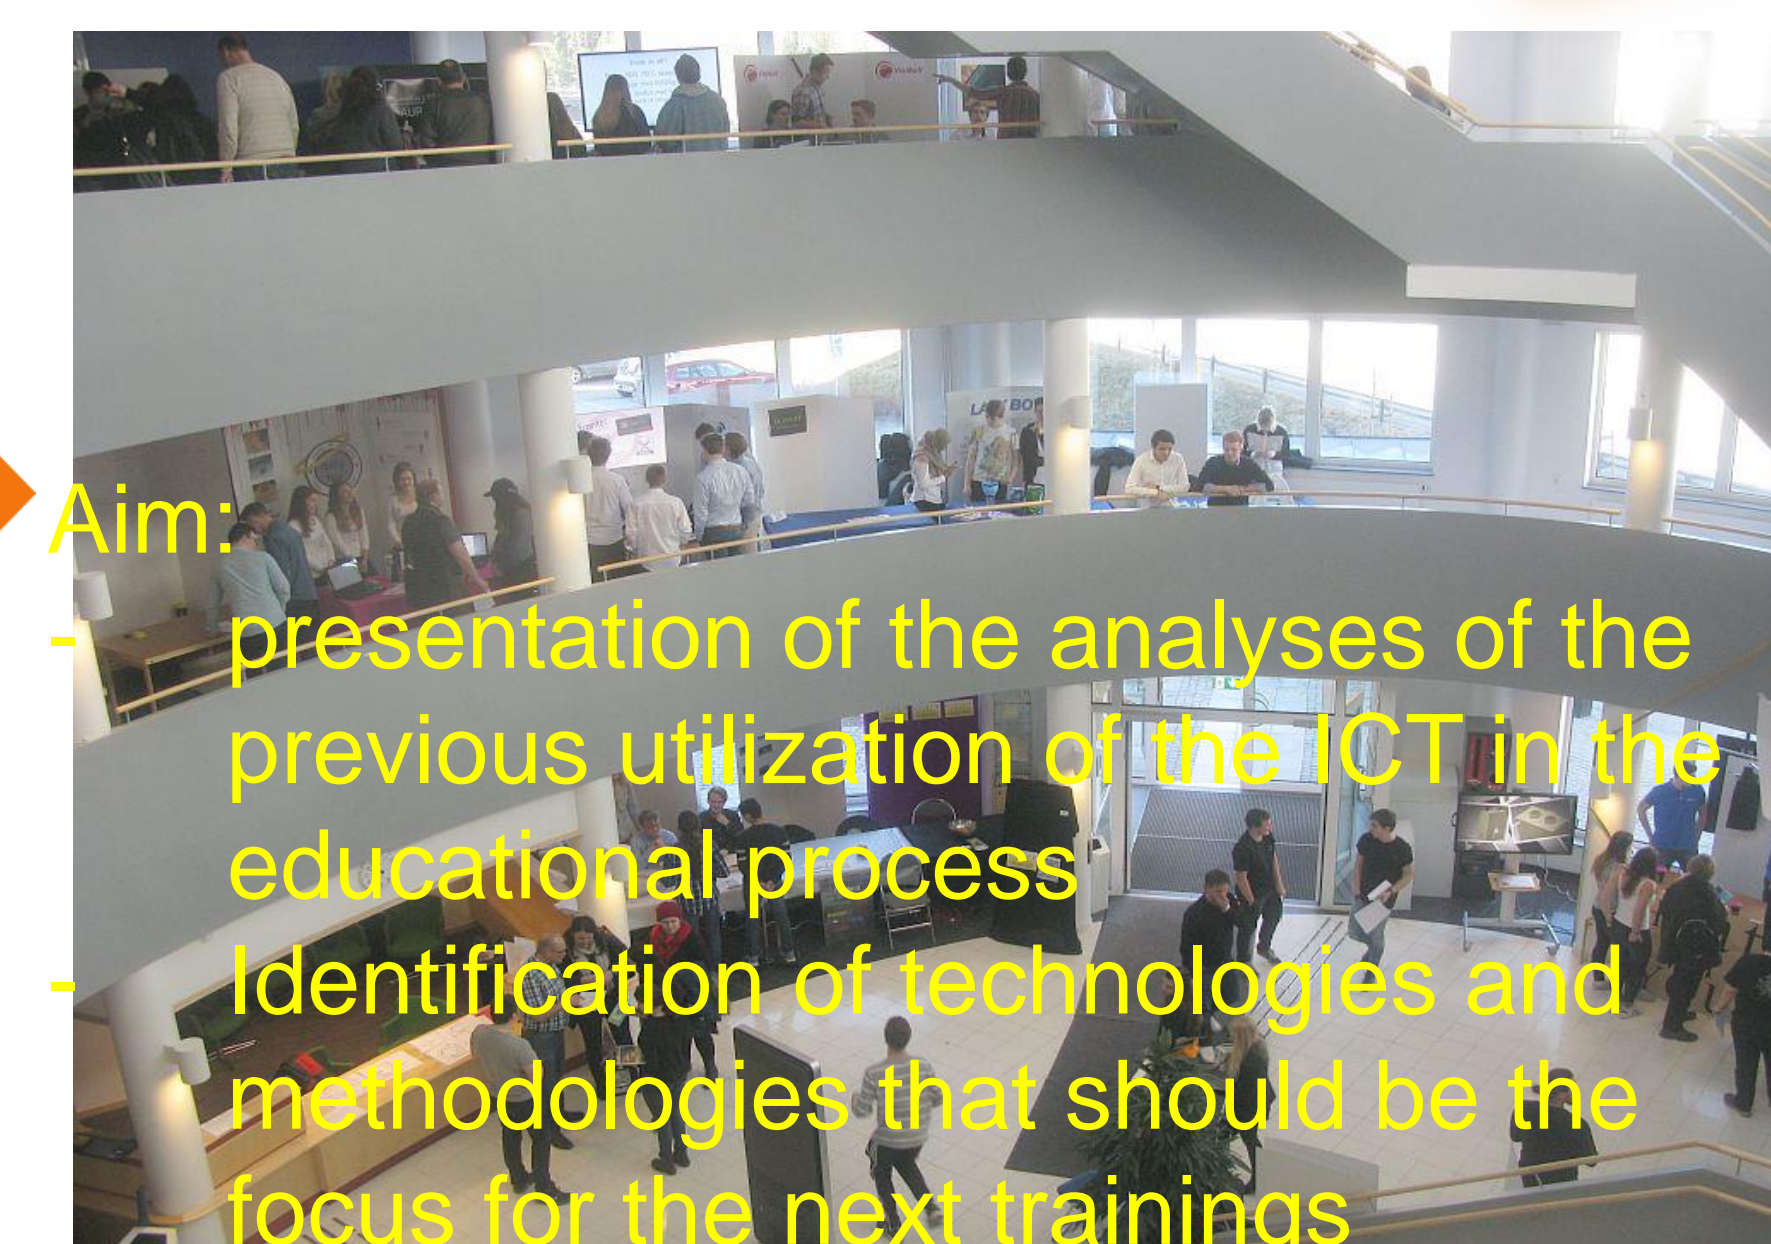 Aim:
- presentation of the analyses of the
previous utilization of the ICT in the
educational process
- Identification of technologies and
methodologies that should be the
focus for the next trainings